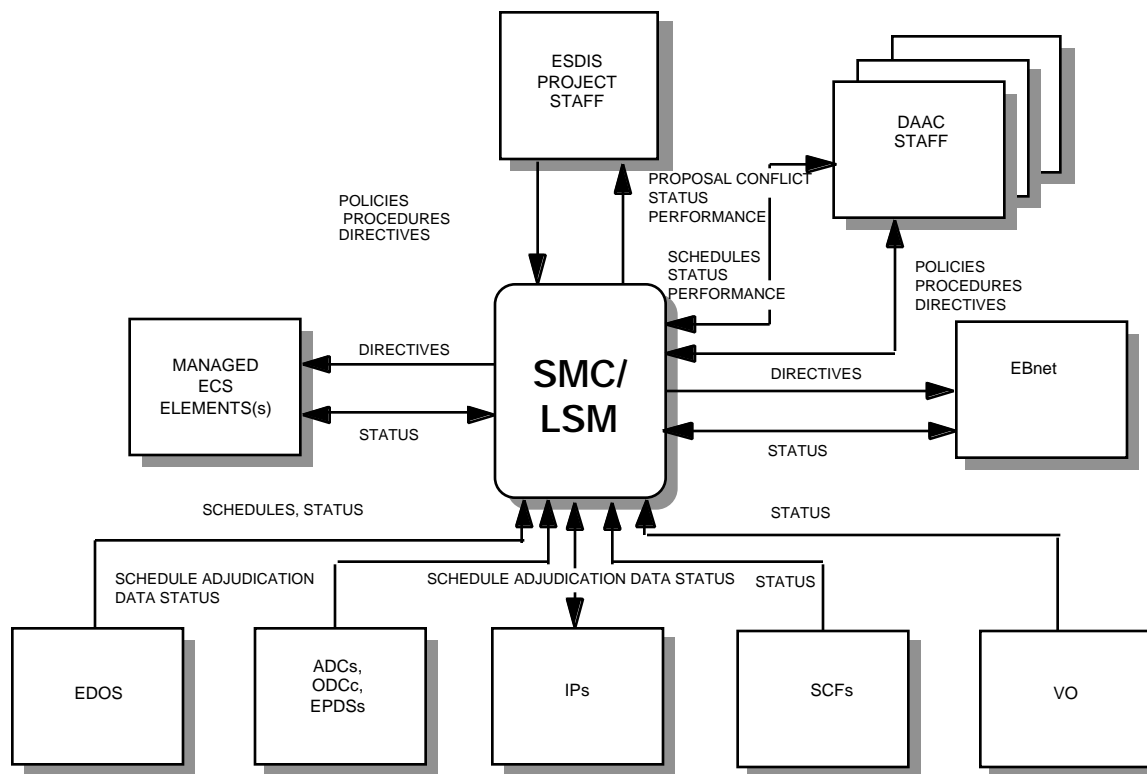 ESDIS
PROJECT
STAFF
DAAC
STAFF
POLICIES
PROCEDURES
DIRECTIVES
PROPOSAL CONFLICT
STATUS
PERFORMANCE
SCHEDULES
STATUS
PERFORMANCE
POLICIES
PROCEDURES
DIRECTIVES
MANAGED
ECS
ELEMENTS(s)
DIRECTIVES
STATUS
SMC/
LSM
DIRECTIVES
STATUS
EBnet
SCHEDULES, STATUS
STATUS
SCHEDULE ADJUDICATION
DATA STATUS
SCHEDULE ADJUDICATION DATA STATUS
STATUS
EDOS
ADCs,
ODCc,
EPDSs
IPs
SCFs
VO